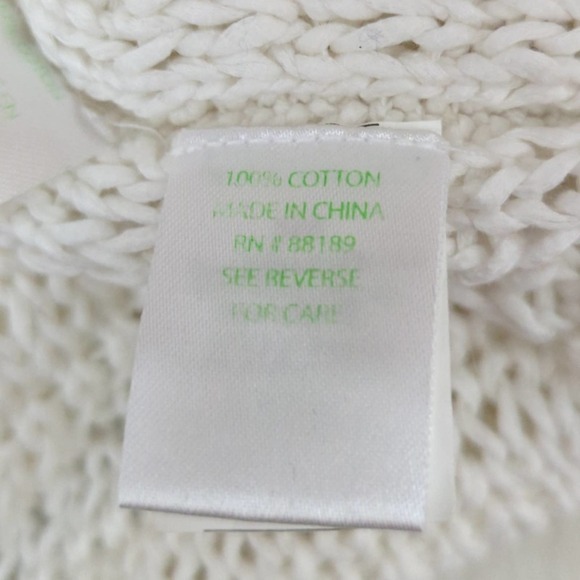 100% COTTON
MADE IN CHINA
RN # 88189
SEE REVERSE
FOR CARE